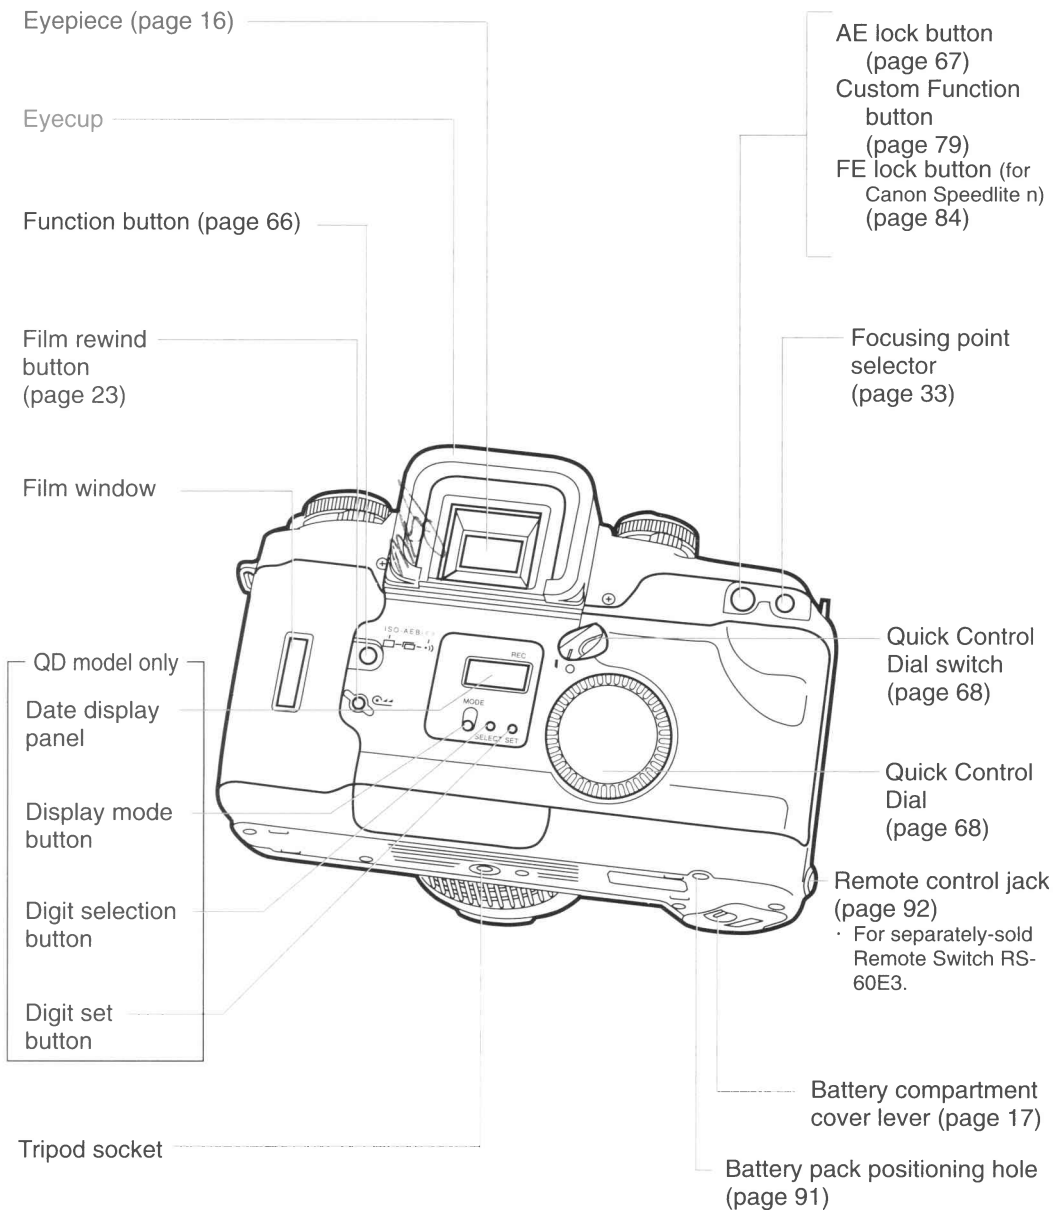 Eyepiece (page 16)
Eyecup
Function button (page 66)
Film rewind
button
(page 23)
Film window
QD model only
Date display
panel
Display mode
button
Digit selection
button
Digit set
button
Tripod socket
AE lock button
(page 67)
Custom Function
button
(page 79)
FE lock button (for
Canon Speedlite n)
(page 84)
Focusing point
selector
(page 33)
ISO·AEB
REC
MODE
SELECT SET
Quick Control
Dial switch
(page 68)
Quick Control
Dial
(page 68)
Remote control jack
(page 92)
· For separately-sold
Remote Switch RS-
60E3.
Battery compartment
cover lever (page 17)
Battery pack positioning hole
(page 91)